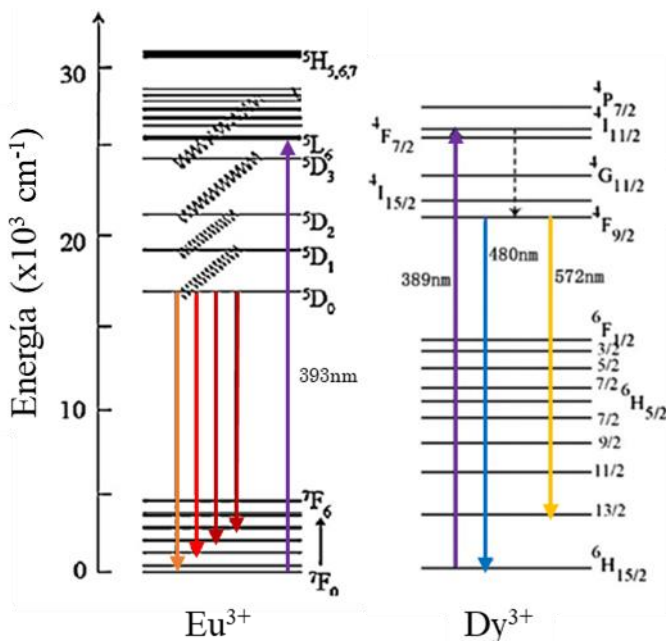 Energía (x10³ cm⁻¹)
30
20
10
0
⁵H₅,₆,₇
⁵L₆
⁵D₃
⁵D₂
⁵D₁
⁵D₀
393nm
⁷F₆
⁷F₀
Eu³⁺
⁴P₇/₂
⁴I₁₁/₂
⁴F₇/₂
⁴G₁₁/₂
⁴I₁₅/₂
⁴F₉/₂
389nm
480nm
572nm
⁶F₁/₂
3/2
5/2
7/2
⁶H₅/₂
7/2
9/2
11/2
13/2
⁶H₁₅/₂
Dy³⁺